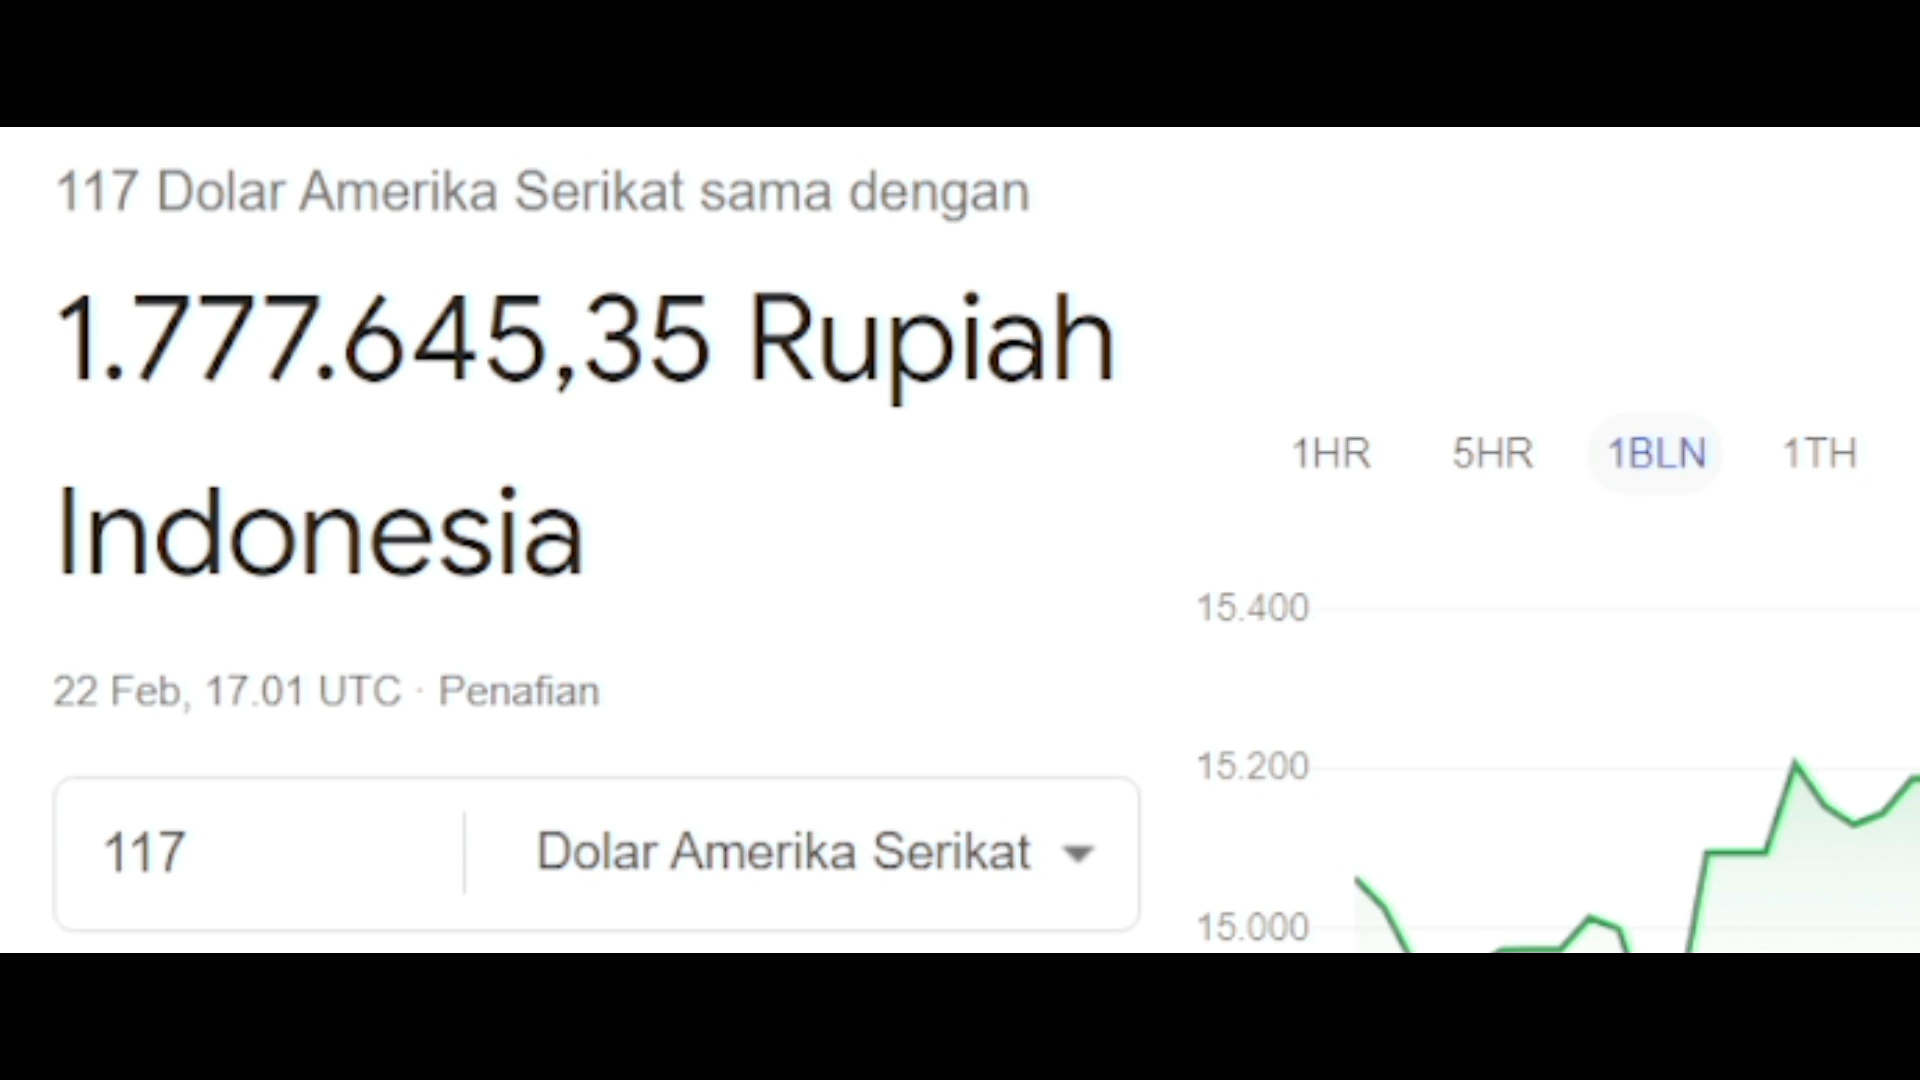 117 Dolar Amerika Serikat sama dengan
1.777.645,35 Rupiah
Indonesia
22 Feb, 17.01 UTC · Penafian
117
Dolar Amerika Serikat
1HR
5HR
1BLN
1TH
15.400
15.200
15.000